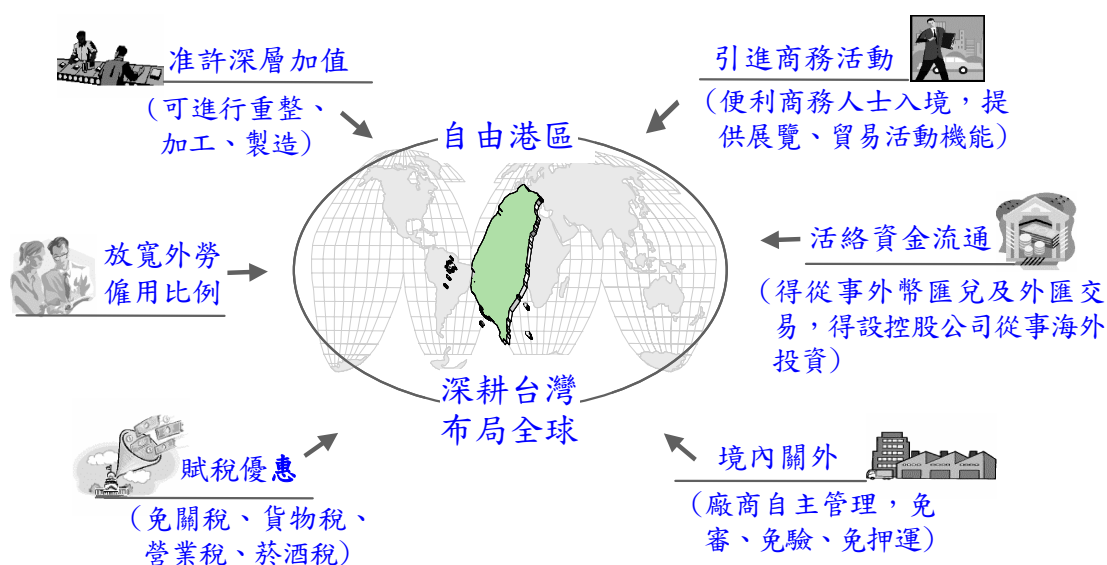 准許深層加值
(可進行重整、
加工、製造)
引進商務活動
(便利商務人士入境，提
供展覽、貿易活動機能)
自由港區
放寬外勞
僱用比例
活絡資金流通
(得從事外幣匯兌及外匯交
易，得設控股公司從事海外
投資)
深耕台灣
布局全球
賦稅優惠
(免關稅、貨物稅、
營業稅、菸酒稅)
境內關外
(廠商自主管理，免
審、免驗、免押運)